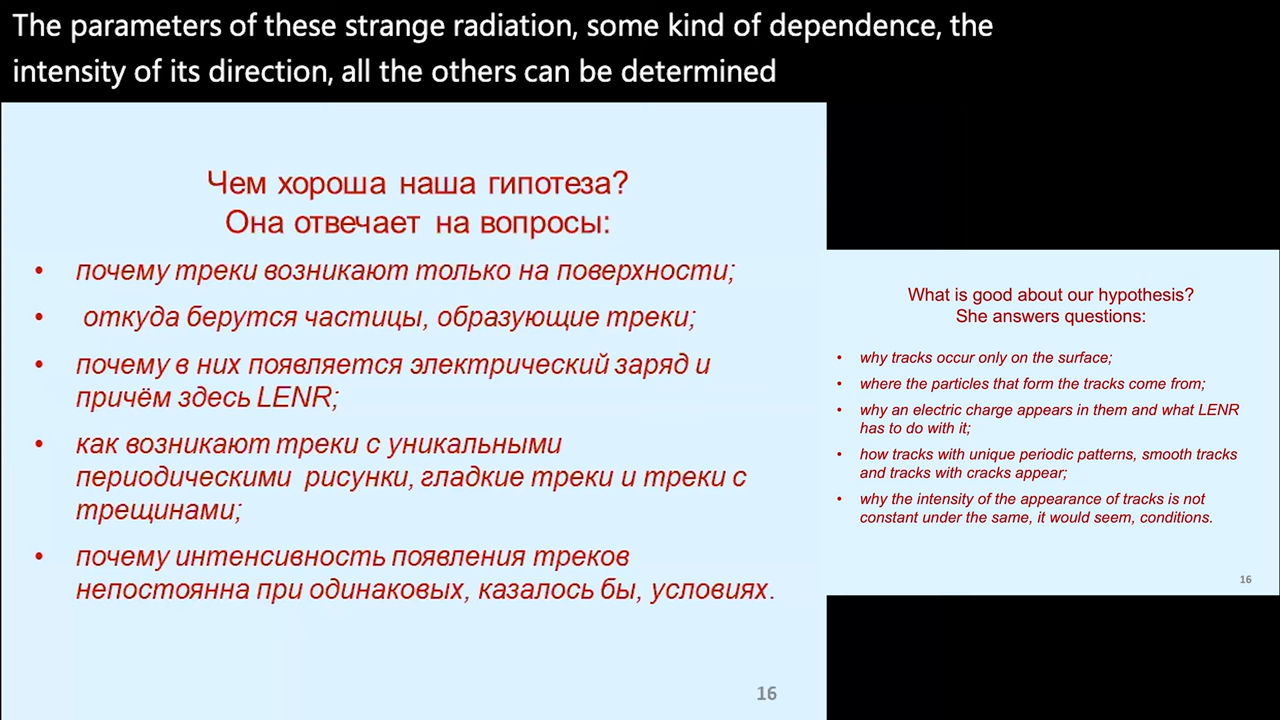 The parameters of these strange radiation, some kind of dependence, the
intensity of its direction, all the others can be determined
Чем хороша наша гипотеза?
Она отвечает на вопросы:
• почему треки возникают только на поверхности;
• откуда берутся частицы, образующие треки;
• почему в них появляется электрический заряд и
причём здесь LENR;
• как возникают треки с уникальными
периодическими рисунки, гладкие треки и треки с
трещинами;
• почему интенсивность появления треков
непостоянна при одинаковых, казалось бы, условиях.
16
What is good about our hypothesis?
She answers questions:
• why tracks occur only on the surface;
• where the particles that form the tracks come from;
• why an electric charge appears in them and what LENR
has to do with it;
• how tracks with unique periodic patterns, smooth tracks
and tracks with cracks appear;
• why the intensity of the appearance of tracks is not
constant under the same, it would seem, conditions.
16